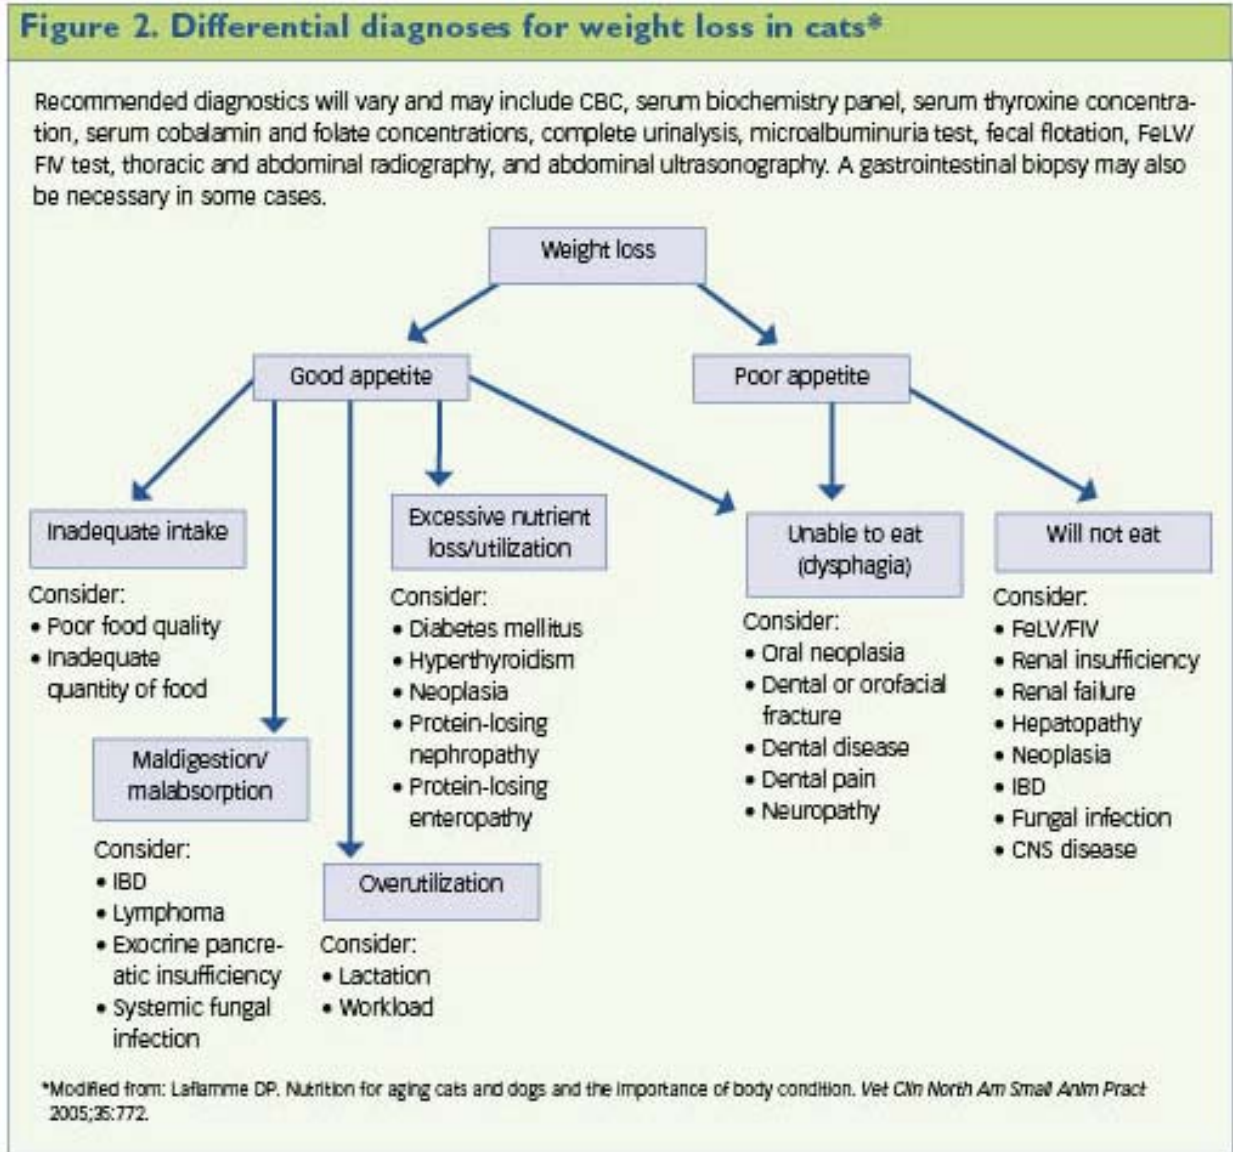 Figure 2. Differential diagnoses for weight loss in cats*
Recommended diagnostics will vary and may include CBC, serum biochemistry panel, serum thyroxine concentra-
tion, serum cobalamin and folate concentrations, complete urinalysis, microalbuminuria test, fecal flotation, FeLV/
FIV test, thoracic and abdominal radiography, and abdominal ultrasonography. A gastrointestinal biopsy may also
be necessary in some cases.
Weight loss
Good appetite
Poor appetite
Inadequate intake
Consider:
• Poor food quality
• Inadequate
quantity of food
Maldigestion/
malabsorption
Consider:
• IBD
• Lymphoma
• Exocrine pancre-
atic insufficiency
• Systemic fungal
infection
Overutilization
Consider:
• Lactation
• Workload
Excessive nutrient
loss/utilization
Consider:
• Diabetes mellitus
• Hyperthyroidism
• Neoplasia
• Protein-losing
nephropathy
• Protein-losing
enteropathy
Unable to eat
(dysphagia)
Consider:
• Oral neoplasia
• Dental or orofacial
fracture
• Dental disease
• Dental pain
• Neuropathy
Will not eat
Consider:
• FeLV/FIV
• Renal insufficiency
• Renal failure
• Hepatopathy
• Neoplasia
• IBD
• Fungal infection
• CNS disease
*Modified from: Laflamme DP. Nutrition for aging cats and dogs and the importance of body condition. Vet Clin North Am Small Anim Pract
2005;35:772.